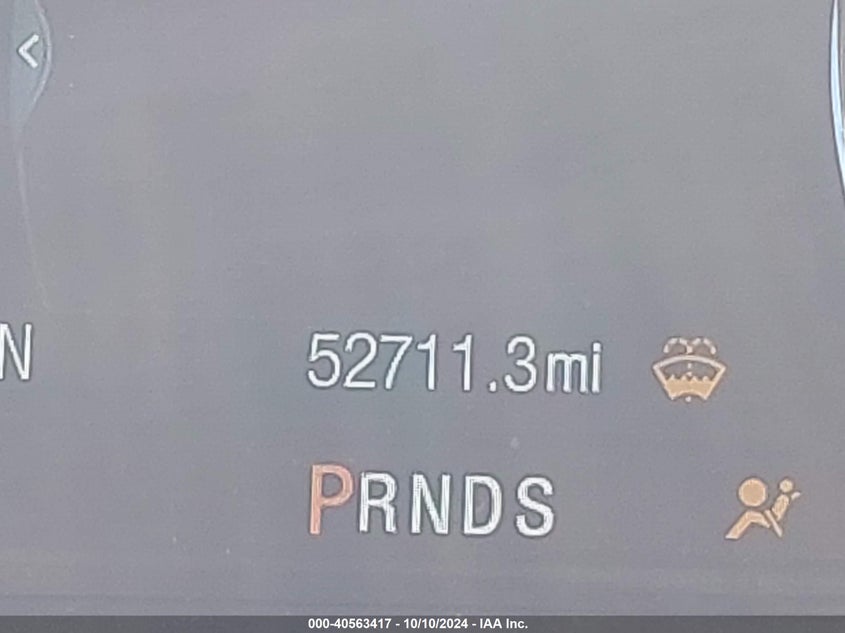 N
52711.3mi
PRNDS
000-40563417 - 10/10/2024 - IAA Inc.